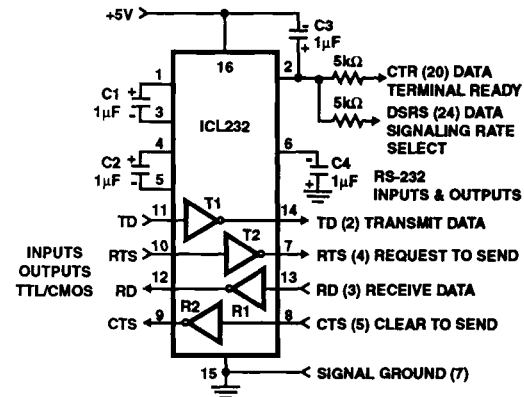 +5V
C3
1µF
- +
16
1
2
5kΩ
CTR (20) DATA
TERMINAL READY
5kΩ
DSRS (24) DATA
SIGNALING RATE
SELECT
C1
1µF
+ -
3
ICL232
4
C2
1µF
+ -
5
6
C4
1µF
- +
RS-232
INPUTS & OUTPUTS
TD
11
T1
14
TD (2) TRANSMIT DATA
INPUTS
OUTPUTS
TTL/CMOS
RTS
10
T2
7
RTS (4) REQUEST TO SEND
RD
12
R1
13
RD (3) RECEIVE DATA
CTS
9
R2
8
CTS (5) CLEAR TO SEND
15
SIGNAL GROUND (7)